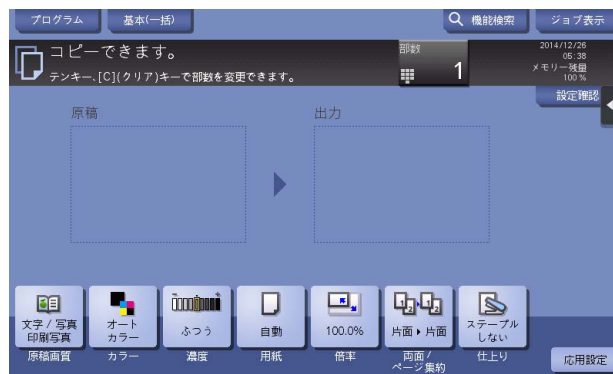 プログラム
基本(一括)
機能検索
ジョブ表示
コピーできます。
テンキー、[C](クリア)キーで部数を変更できます。
部数
1
2014/12/26
05:38
メモリー残量
100 %
設定確認
原稿
出力
文字 / 写真
印刷写真
オート
カラー
ふつう
自動
100.0%
1
2
1
2
片面 ▸ 片面
ステープル
しない
原稿画質
カラー
濃度
用紙
倍率
両面 /
ページ集約
仕上り
応用設定